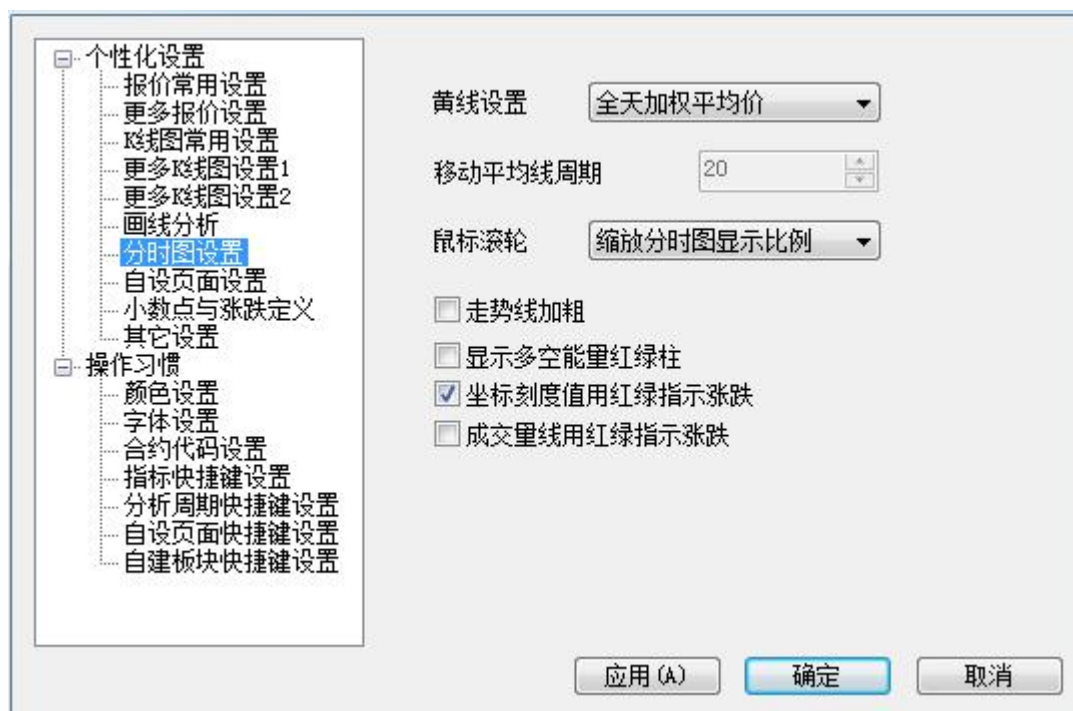 个性化设置
报价常用设置
更多报价设置
K线图常用设置
更多K线图设置1
更多K线图设置2
画线分析
分时图设置
自设页面设置
小数点与涨跌定义
其它设置
操作习惯
颜色设置
字体设置
合约代码设置
指标快捷键设置
分析周期快捷键设置
自设页面快捷键设置
自建板块快捷键设置
黄线设置 全天加权平均价
移动平均线周期 20
鼠标滚轮 缩放分时图显示比例
走势线加粗
显示多空能量红绿柱
坐标刻度值用红绿指示涨跌
成交量线用红绿指示涨跌
应用(A) 确定 取消